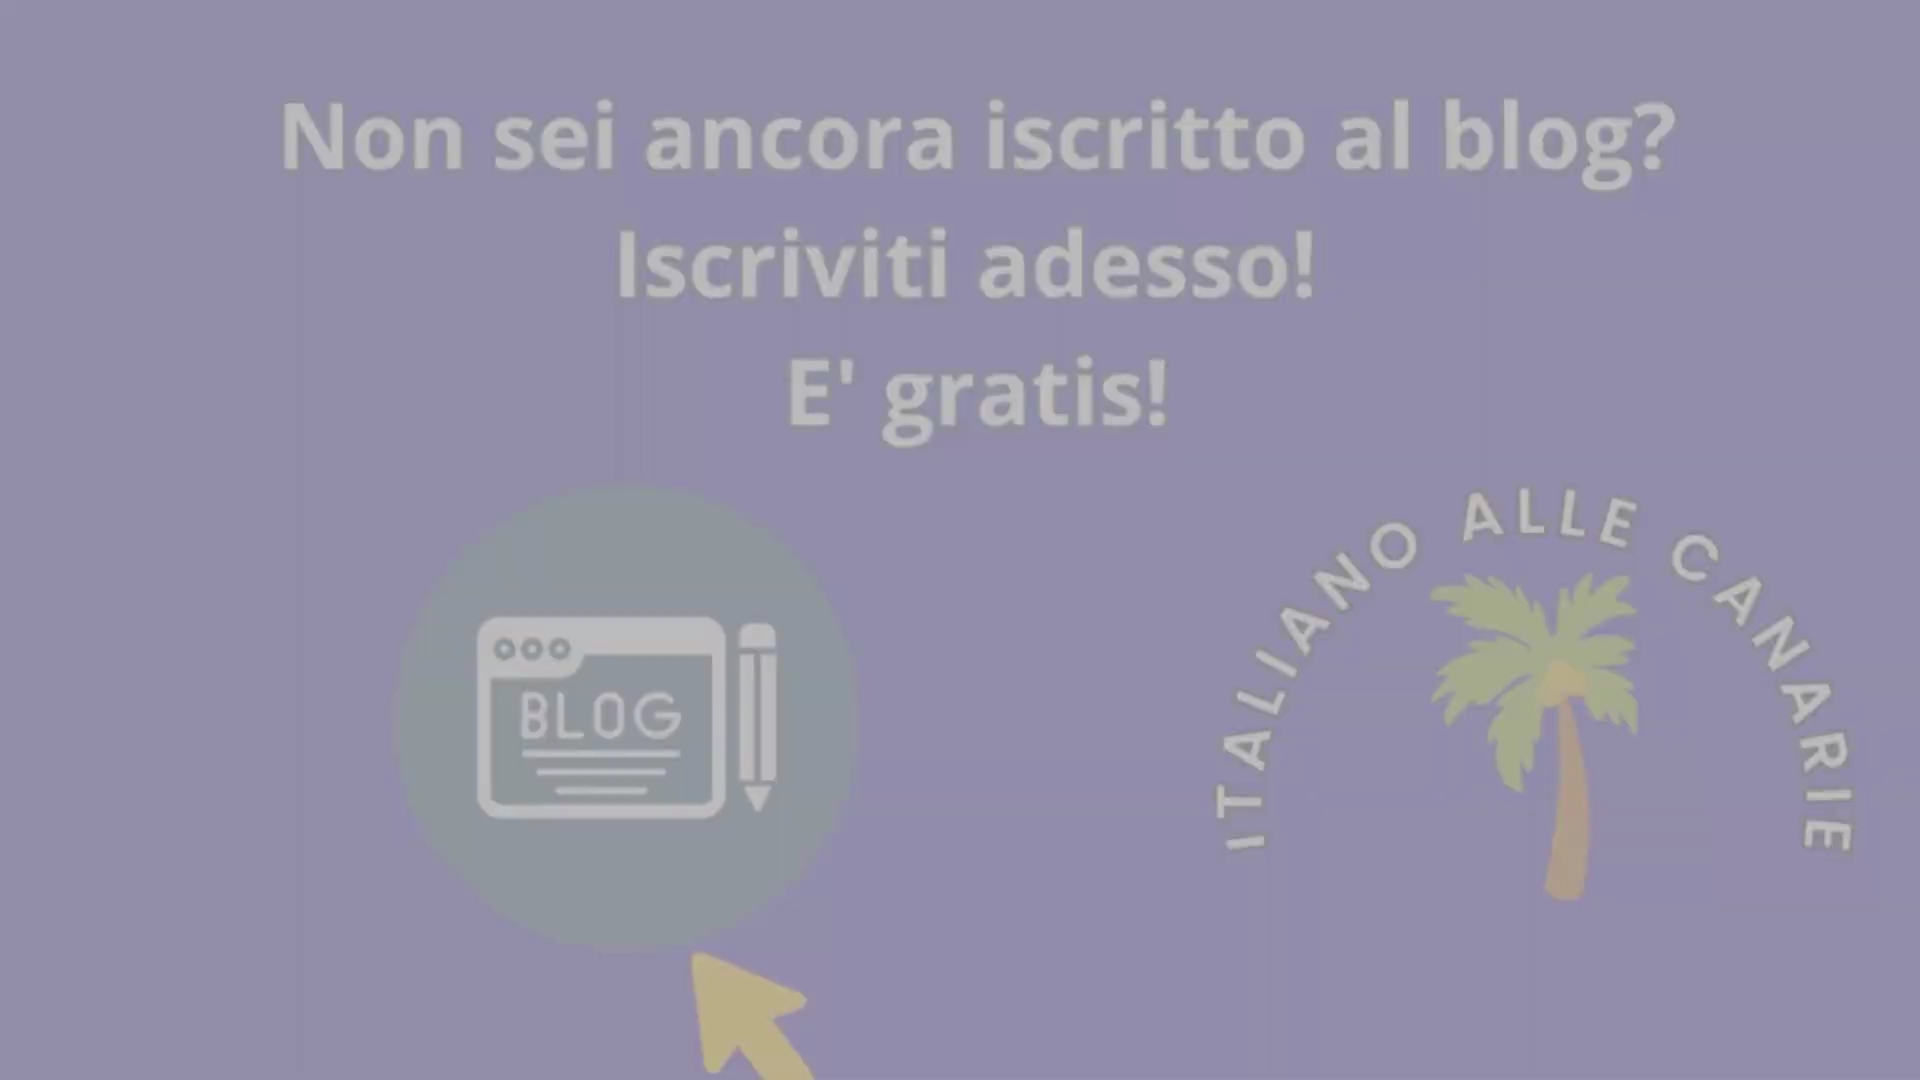 Non sei ancora iscritto al blog?
Iscriviti adesso!
E' gratis!
ITALIANO ALLE CANARIE
BLOG